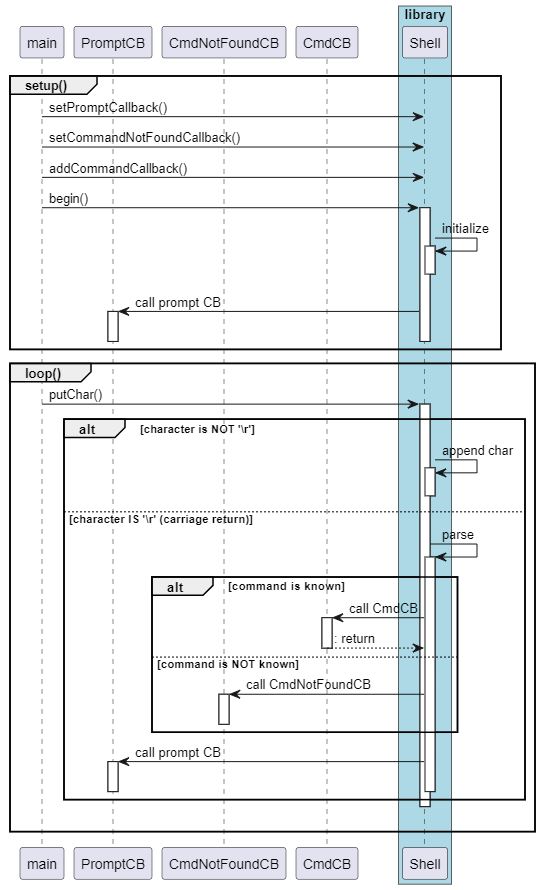 library
main PromptCB CmdNotFoundCB CmdCB Shell
setup()
setPromptCallback()
setCommandNotFoundCallback()
addCommandCallback()
begin()
initialize
call prompt CB
loop()
putChar()
alt [character is NOT '\r']
append char
[character IS '\r' (carriage return)]
parse
alt [command is known]
call CmdCB
: return
[command is NOT known]
call CmdNotFoundCB
call prompt CB
main PromptCB CmdNotFoundCB CmdCB Shell